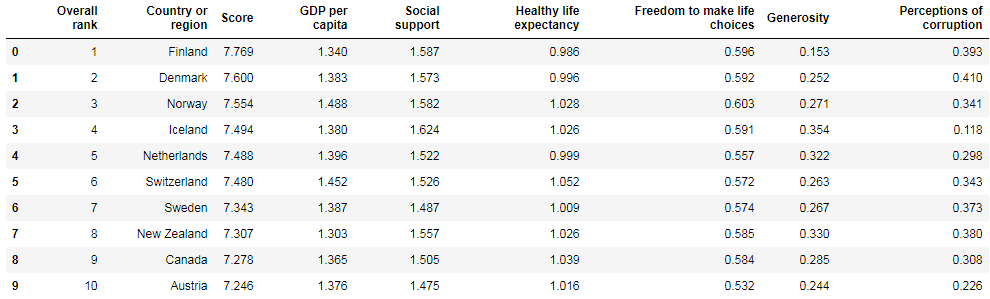 Overall rank Country or region Score GDP per capita Social support Healthy life expectancy Freedom to make life choices Generosity Perceptions of corruption
0 1 Finland 7.769 1.340 1.587 0.986 0.596 0.153 0.393
1 2 Denmark 7.600 1.383 1.573 0.996 0.592 0.252 0.410
2 3 Norway 7.554 1.488 1.582 1.028 0.603 0.271 0.341
3 4 Iceland 7.494 1.380 1.624 1.026 0.591 0.354 0.118
4 5 Netherlands 7.488 1.396 1.522 0.999 0.557 0.322 0.298
5 6 Switzerland 7.480 1.452 1.526 1.052 0.572 0.263 0.343
6 7 Sweden 7.343 1.387 1.487 1.009 0.574 0.267 0.373
7 8 New Zealand 7.307 1.303 1.557 1.026 0.585 0.330 0.380
8 9 Canada 7.278 1.365 1.505 1.039 0.584 0.285 0.308
9 10 Austria 7.246 1.376 1.475 1.016 0.532 0.244 0.226